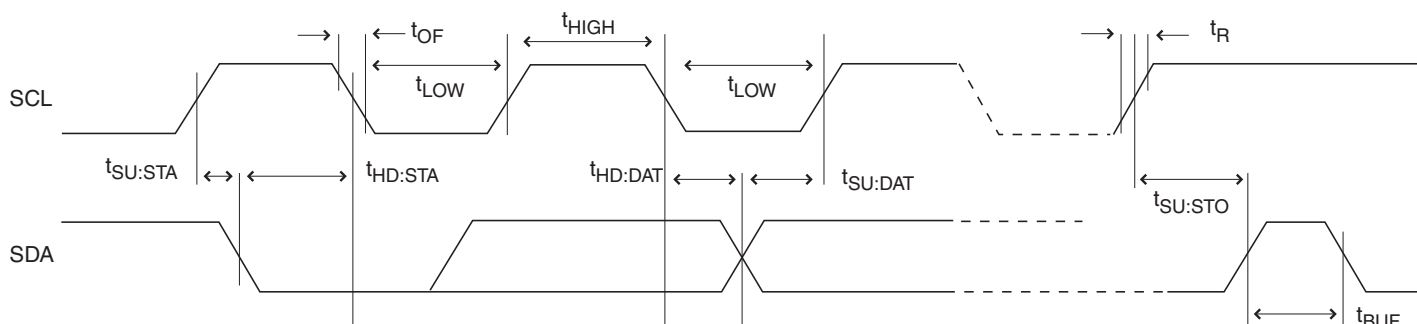 tOF
tHIGH
tR
SCL
tLOW
tLOW
tSU:STA
tHD:STA
tHD:DAT
tSU:DAT
tSU:STO
SDA
tBUF